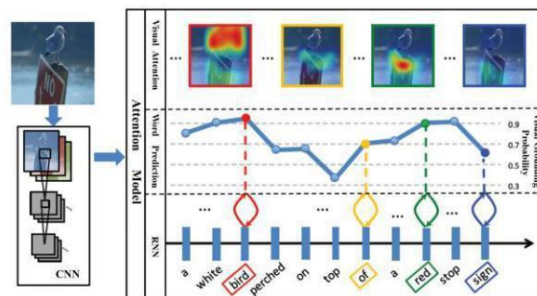 NO
CNN
Attention Model
Visual Attention
... ... ...
Word Prediction
Visual Grounding Probability
0.9
0.7
0.5
0.3
RNN
... ... ...
a white bird perched on top of a red stop sign